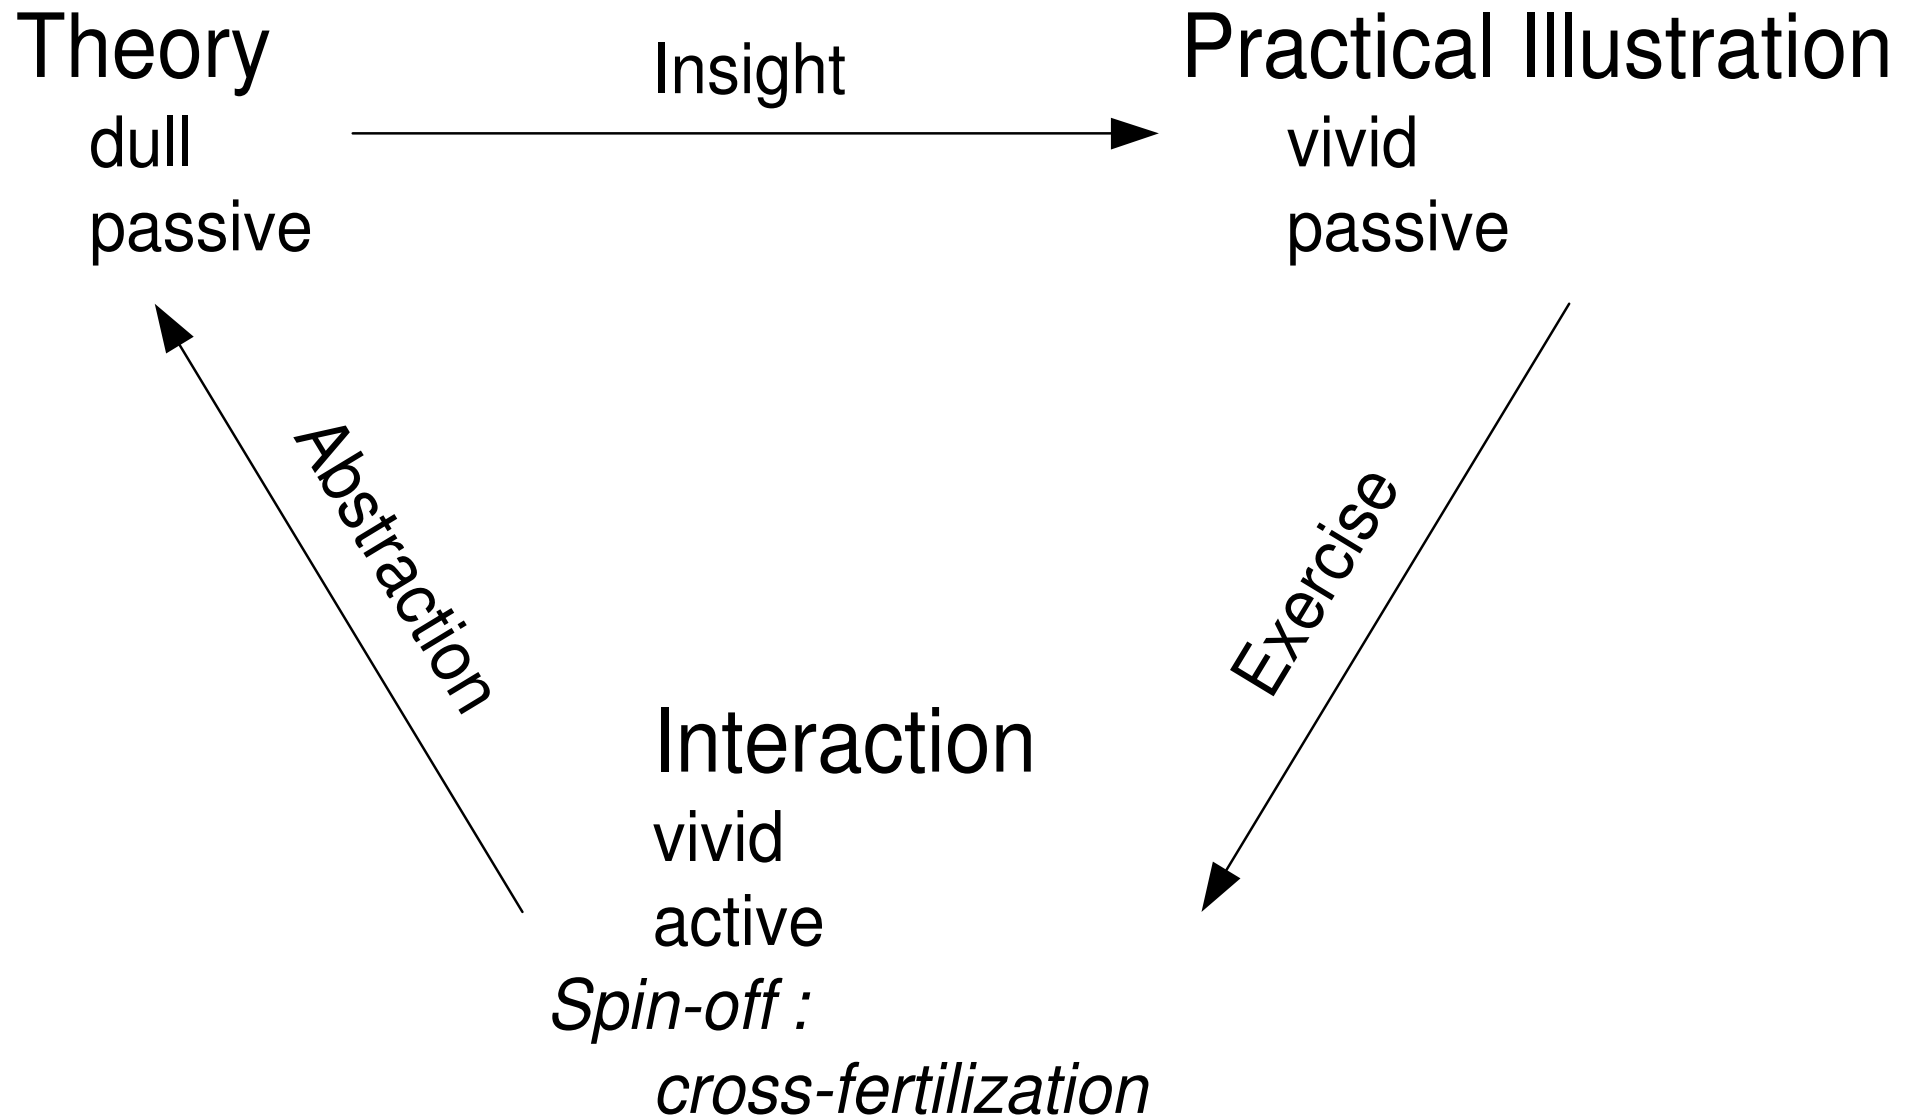 Theory
dull
passive
Insight
Practical Illustration
vivid
passive
Abstraction
Exercise
Interaction
vivid
active
Spin-off :
cross-fertilization